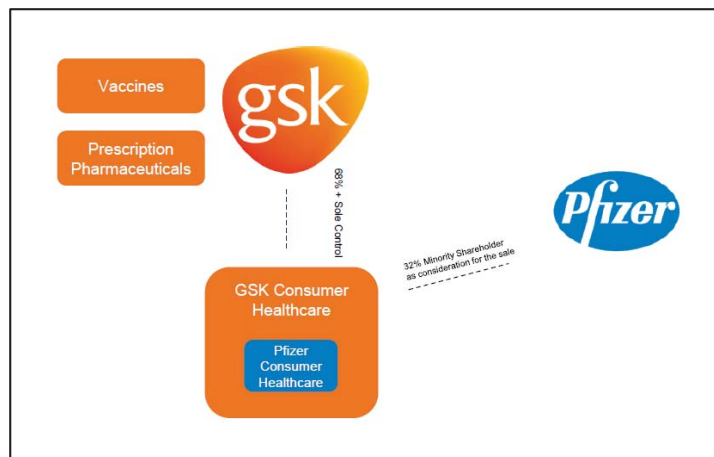 Vaccines
Prescription
Pharmaceuticals
gsk
68% + Sole Control
Pfizer
32% Minority Shareholder
as consideration for the sale
GSK Consumer
Healthcare
Pfizer
Consumer
Healthcare